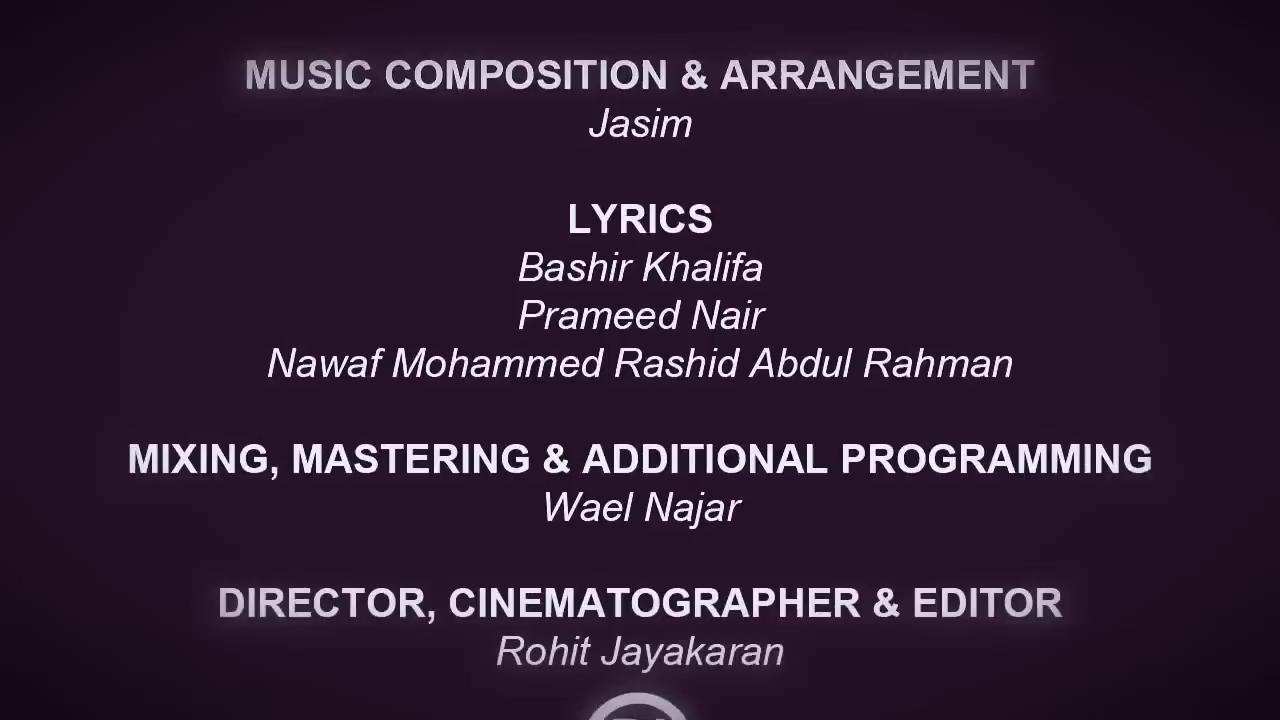 MUSIC COMPOSITION & ARRANGEMENT
Jasim
LYRICS
Bashir Khalifa
Prameed Nair
Nawaf Mohammed Rashid Abdul Rahman
MIXING, MASTERING & ADDITIONAL PROGRAMMING
Wael Najar
DIRECTOR, CINEMATOGRAPHER & EDITOR
Rohit Jayakaran